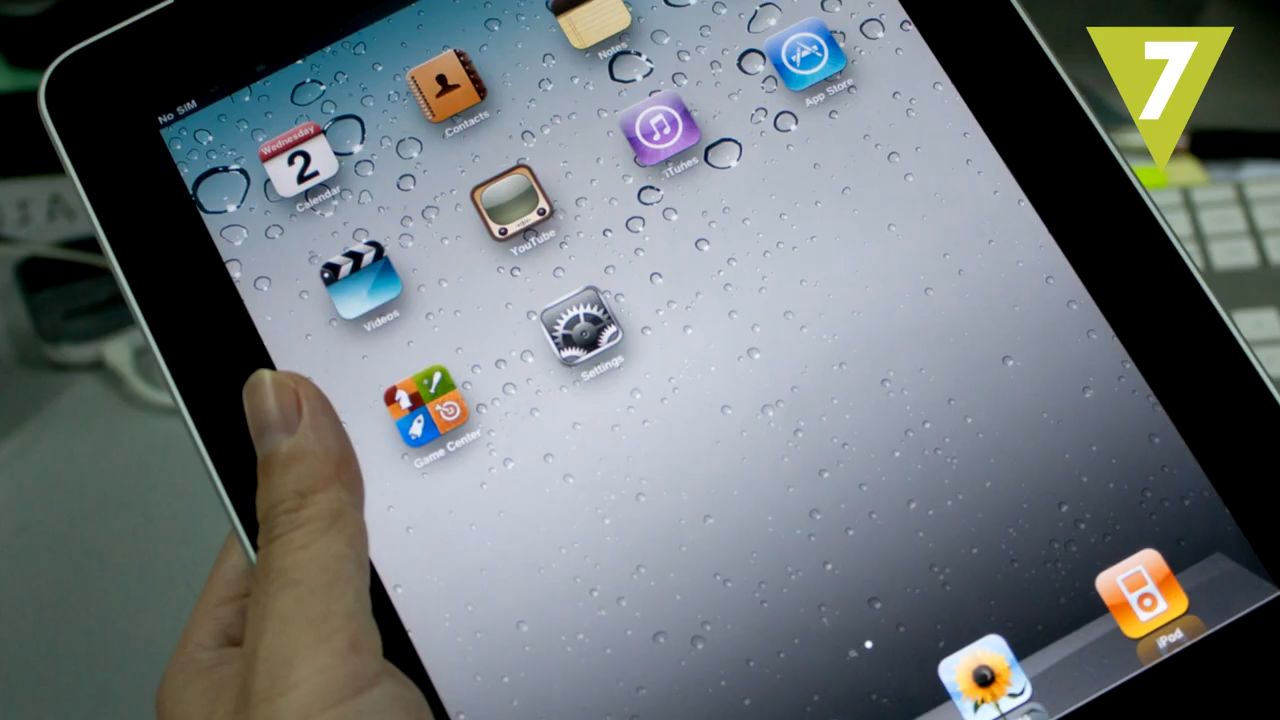 7
No SIM
Notes
Contacts
App Store
Wednesday
2
Calendar
iTunes
YouTube
Videos
Settings
Game Center
iPod